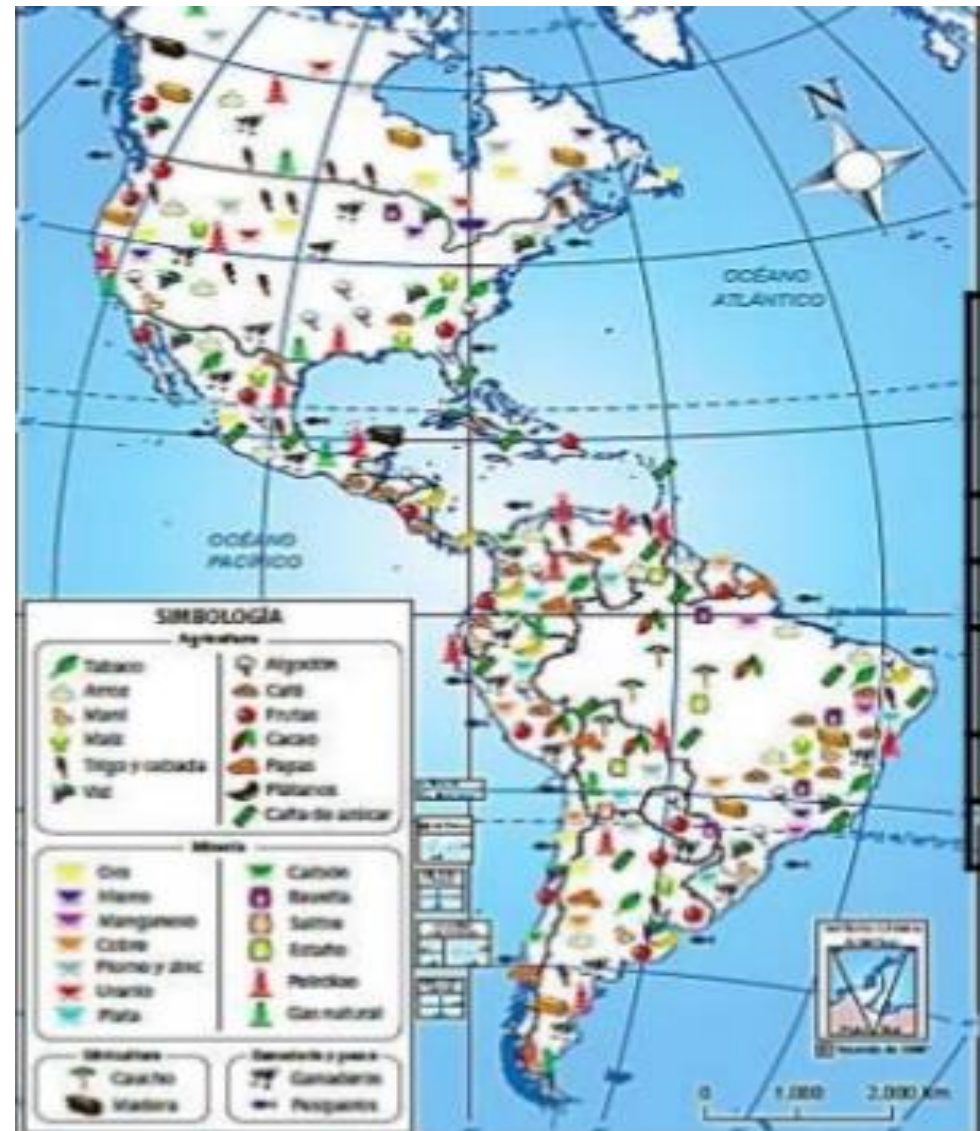 N
OCÉANO
ATLÁNTICO
OCÉANO
PACÍFICO
SIMBOLOGÍA
Agricultura
Tabaco
Arroz
Maní
Maíz
Trigo y cebada
Vid
Algodón
Café
Frutas
Cacao
Papas
Plátanos
Caña de azúcar
Minería
Oro
Hierro
Manganeso
Cobre
Plomo y zinc
Uranio
Plata
Carbón
Bauxita
Salitre
Estaño
Petróleo
Gas natural
Silvicultura
Caucho
Madera
Ganadería y pesca
Ganaderos
Pesqueros
0 1.000 2.000 Km